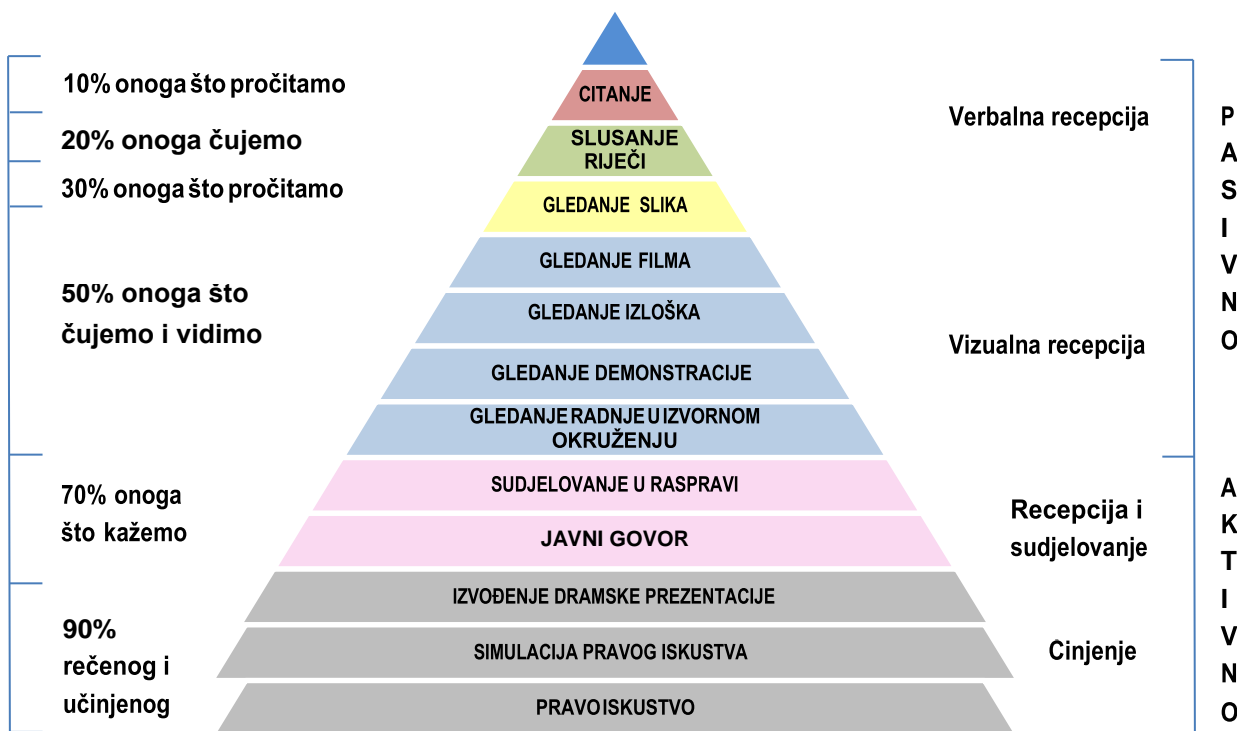 10% onoga što pročitamo
20% onoga čujemo
30% onoga što pročitamo
50% onoga što
čujemo i vidimo
70% onoga
što kažemo
90%
rečenog i
učinjenog
CITANJE
SLUSANJE
RIJEČI
GLEDANJE SLIKA
GLEDANJE FILMA
GLEDANJE IZLOŠKA
GLEDANJE DEMONSTRACIJE
GLEDANJE RADNJE U IZVORNOM
OKRUŽENJU
SUDJELOVANJE U RASPRAVI
JAVNI GOVOR
IZVOĐENJE DRAMSKE PREZENTACIJE
SIMULACIJA PRAVOG ISKUSTVA
PRAVO ISKUSTVO
Verbalna recepcija
Vizualna recepcija
Recepcija i
sudjelovanje
Cinjenje
P
A
S
I
V
N
O
A
K
T
I
V
N
O